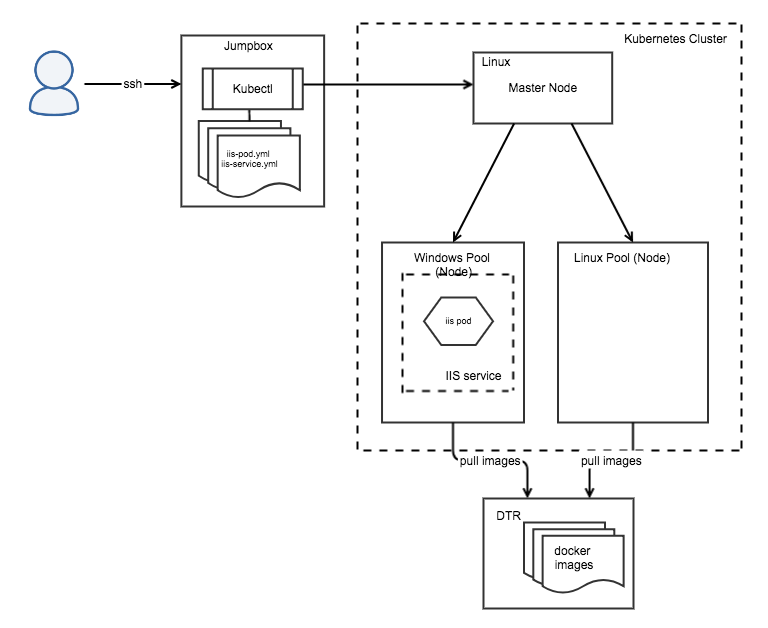 Jumpbox
Kubernetes Cluster
ssh
Kubectl
Linux
Master Node
iis-pod.yml
iis-service.yml
Windows Pool
(Node)
Linux Pool (Node)
iis pod
IIS service
pull images
pull images
DTR
docker
images